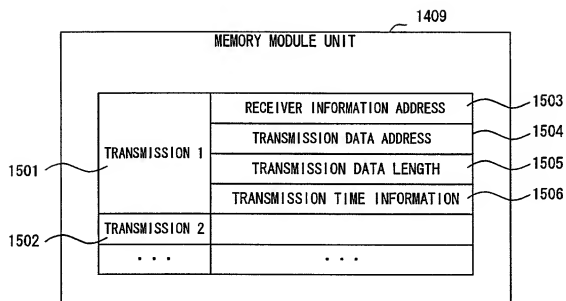 1409
MEMORY MODULE UNIT
TRANSMISSION 1
RECEIVER INFORMATION ADDRESS
1503
TRANSMISSION DATA ADDRESS
1504
TRANSMISSION DATA LENGTH
1505
TRANSMISSION TIME INFORMATION
1506
1501
TRANSMISSION 2
1502
· · ·
· · ·